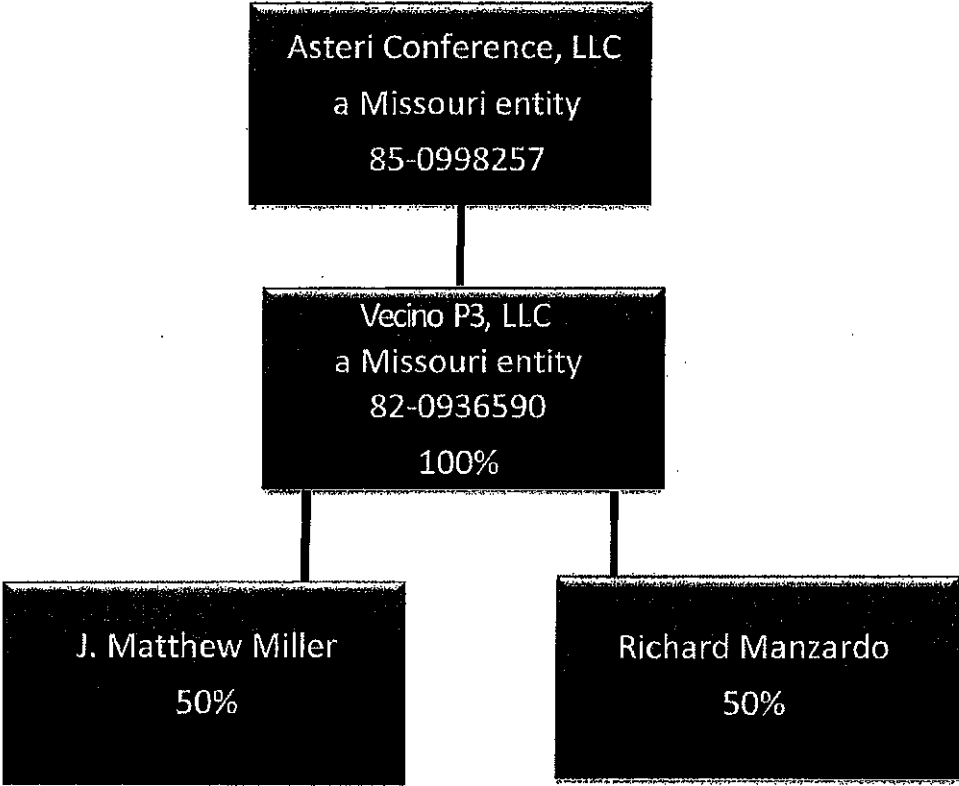 Asteri Conference, LLC
a Missouri entity
85-0998257
Vecino P3, LLC
a Missouri entity
82-0936590
100%
J. Matthew Miller
50%
Richard Manzardo
50%